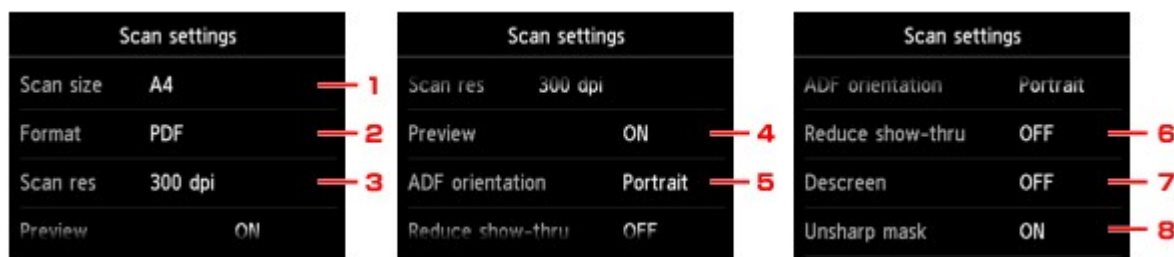 Scan settings
Scan size A4 1
Format PDF 2
Scan res 300 dpi 3
Preview ON
Scan settings
Scan res 300 dpi
Preview ON 4
ADF orientation Portrait 5
Reduce show-thru OFF
Scan settings
ADF orientation Portrait
Reduce show-thru OFF 6
Descreen OFF 7
Unsharp mask ON 8